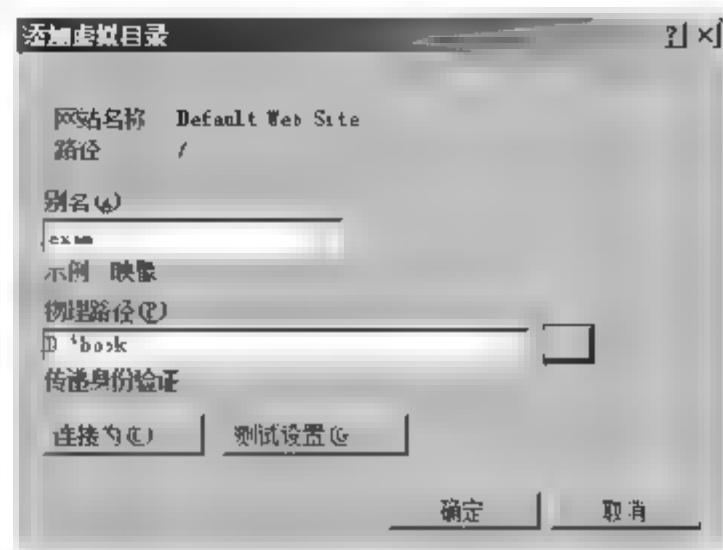 添加虚拟目录
网站名称 Default Web Site
路径 /
别名(A)
exam
示例 映像
物理路径(P)
D \book
传递身份验证
连接为(C) 测试设置(G
确定 取消